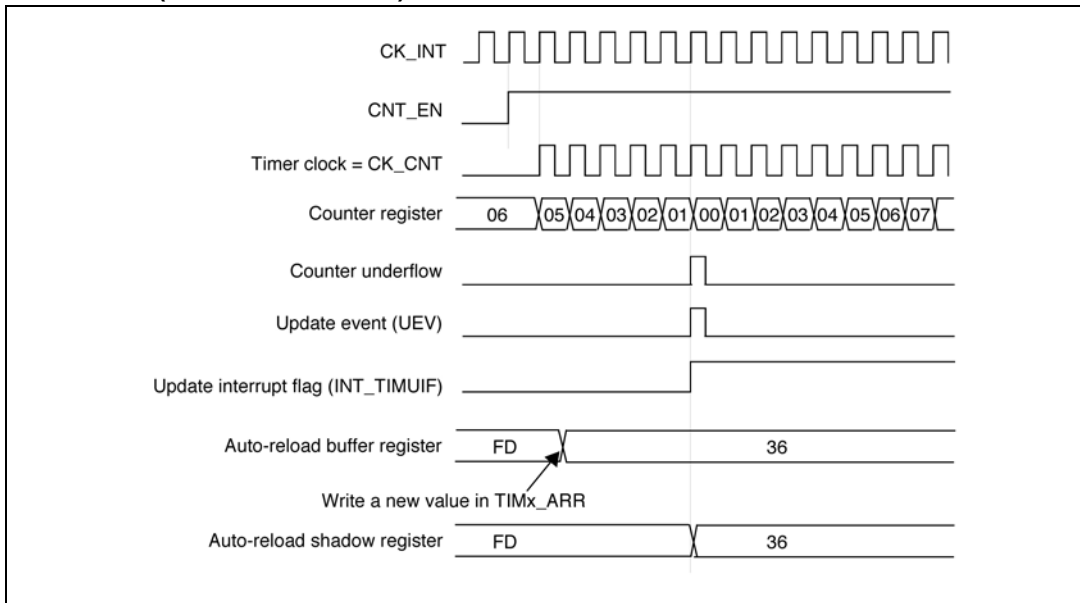 CK_INT
CNT_EN
Timer clock = CK_CNT
Counter register 06 05 04 03 02 01 00 01 02 03 04 05 06 07
Counter underflow
Update event (UEV)
Update interrupt flag (INT_TIMUIF)
Auto-reload buffer register FD 36
Write a new value in TIMx_ARR
Auto-reload shadow register FD 36